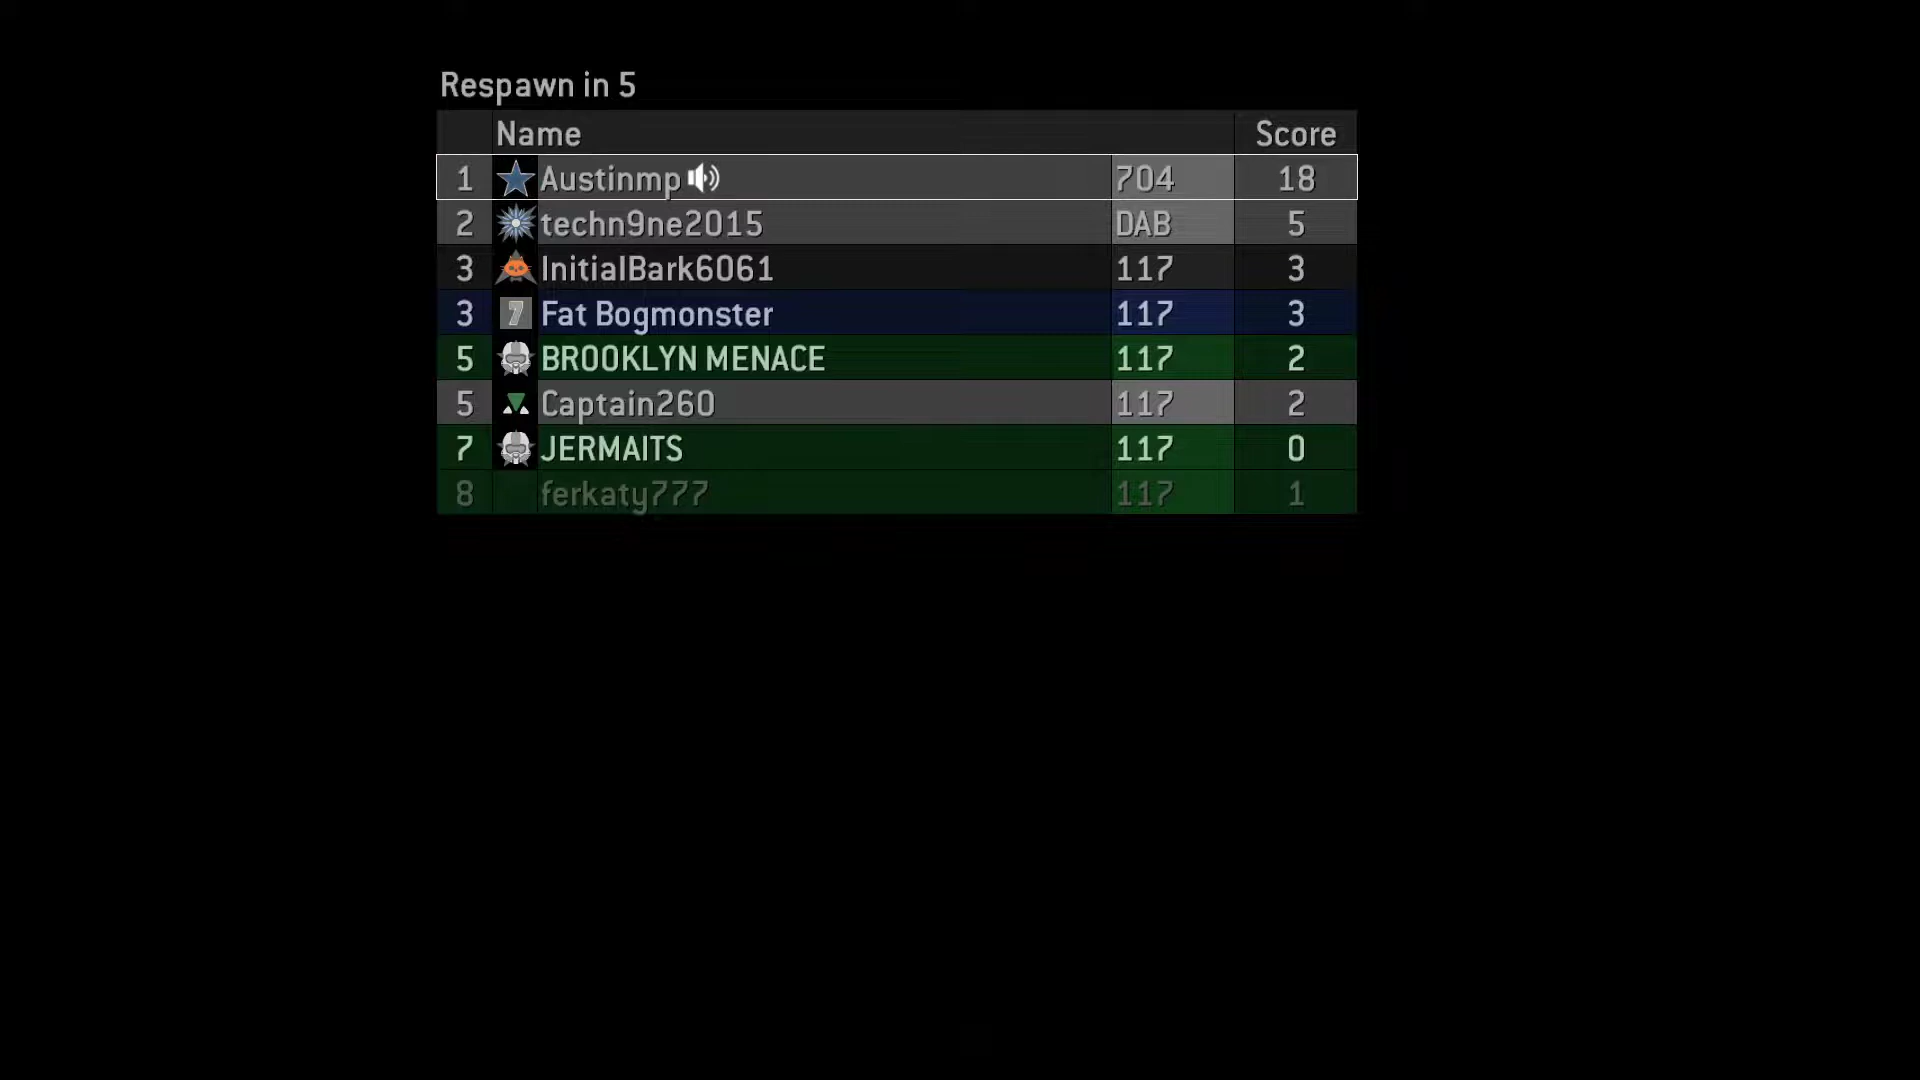 Respawn in 5
Name Score
1 Austinmp 704 18
2 techn9ne2015 DAB 5
3 InitialBark6061 117 3
3 7 Fat Bogmonster 117 3
5 BROOKLYN MENACE 117 2
5 Captain260 117 2
7 JERMAITS 117 0
8 ferkaty777 117 1